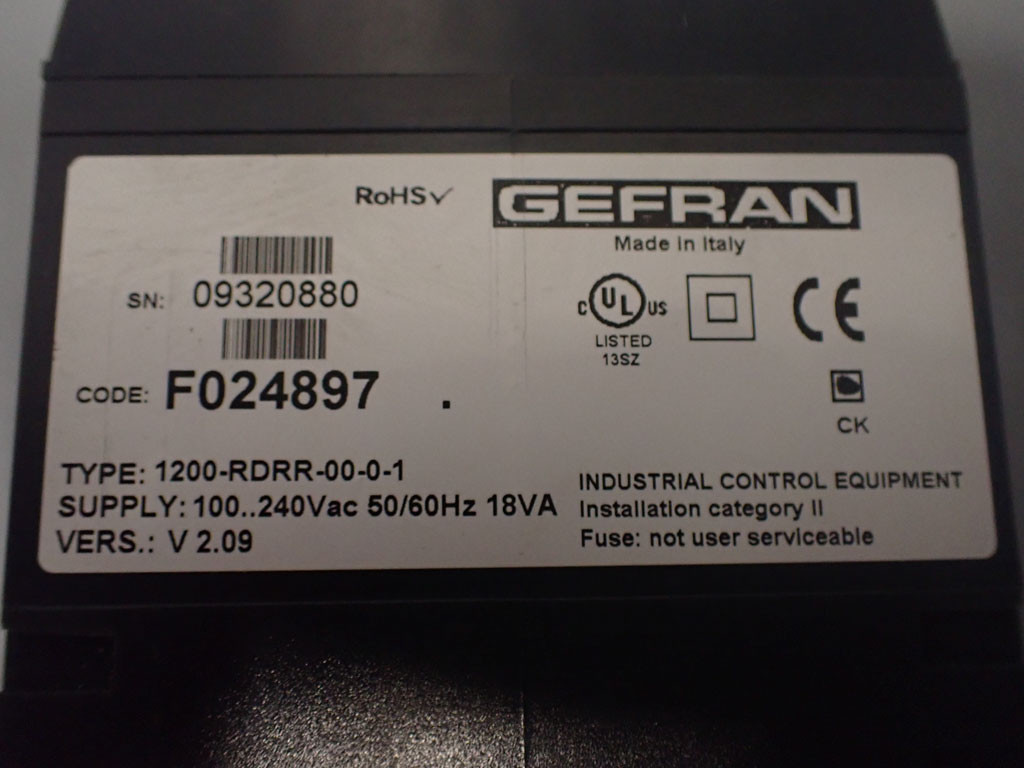 RoHS✓
GEFRAN
Made in Italy
SN: 09320880
C UL US
LISTED
13SZ
CE
CODE: F024897 .
CK
TYPE: 1200-RDRR-00-0-1
SUPPLY: 100..240Vac 50/60Hz 18VA
VERS.: V 2.09
INDUSTRIAL CONTROL EQUIPMENT
Installation category II
Fuse: not user serviceable